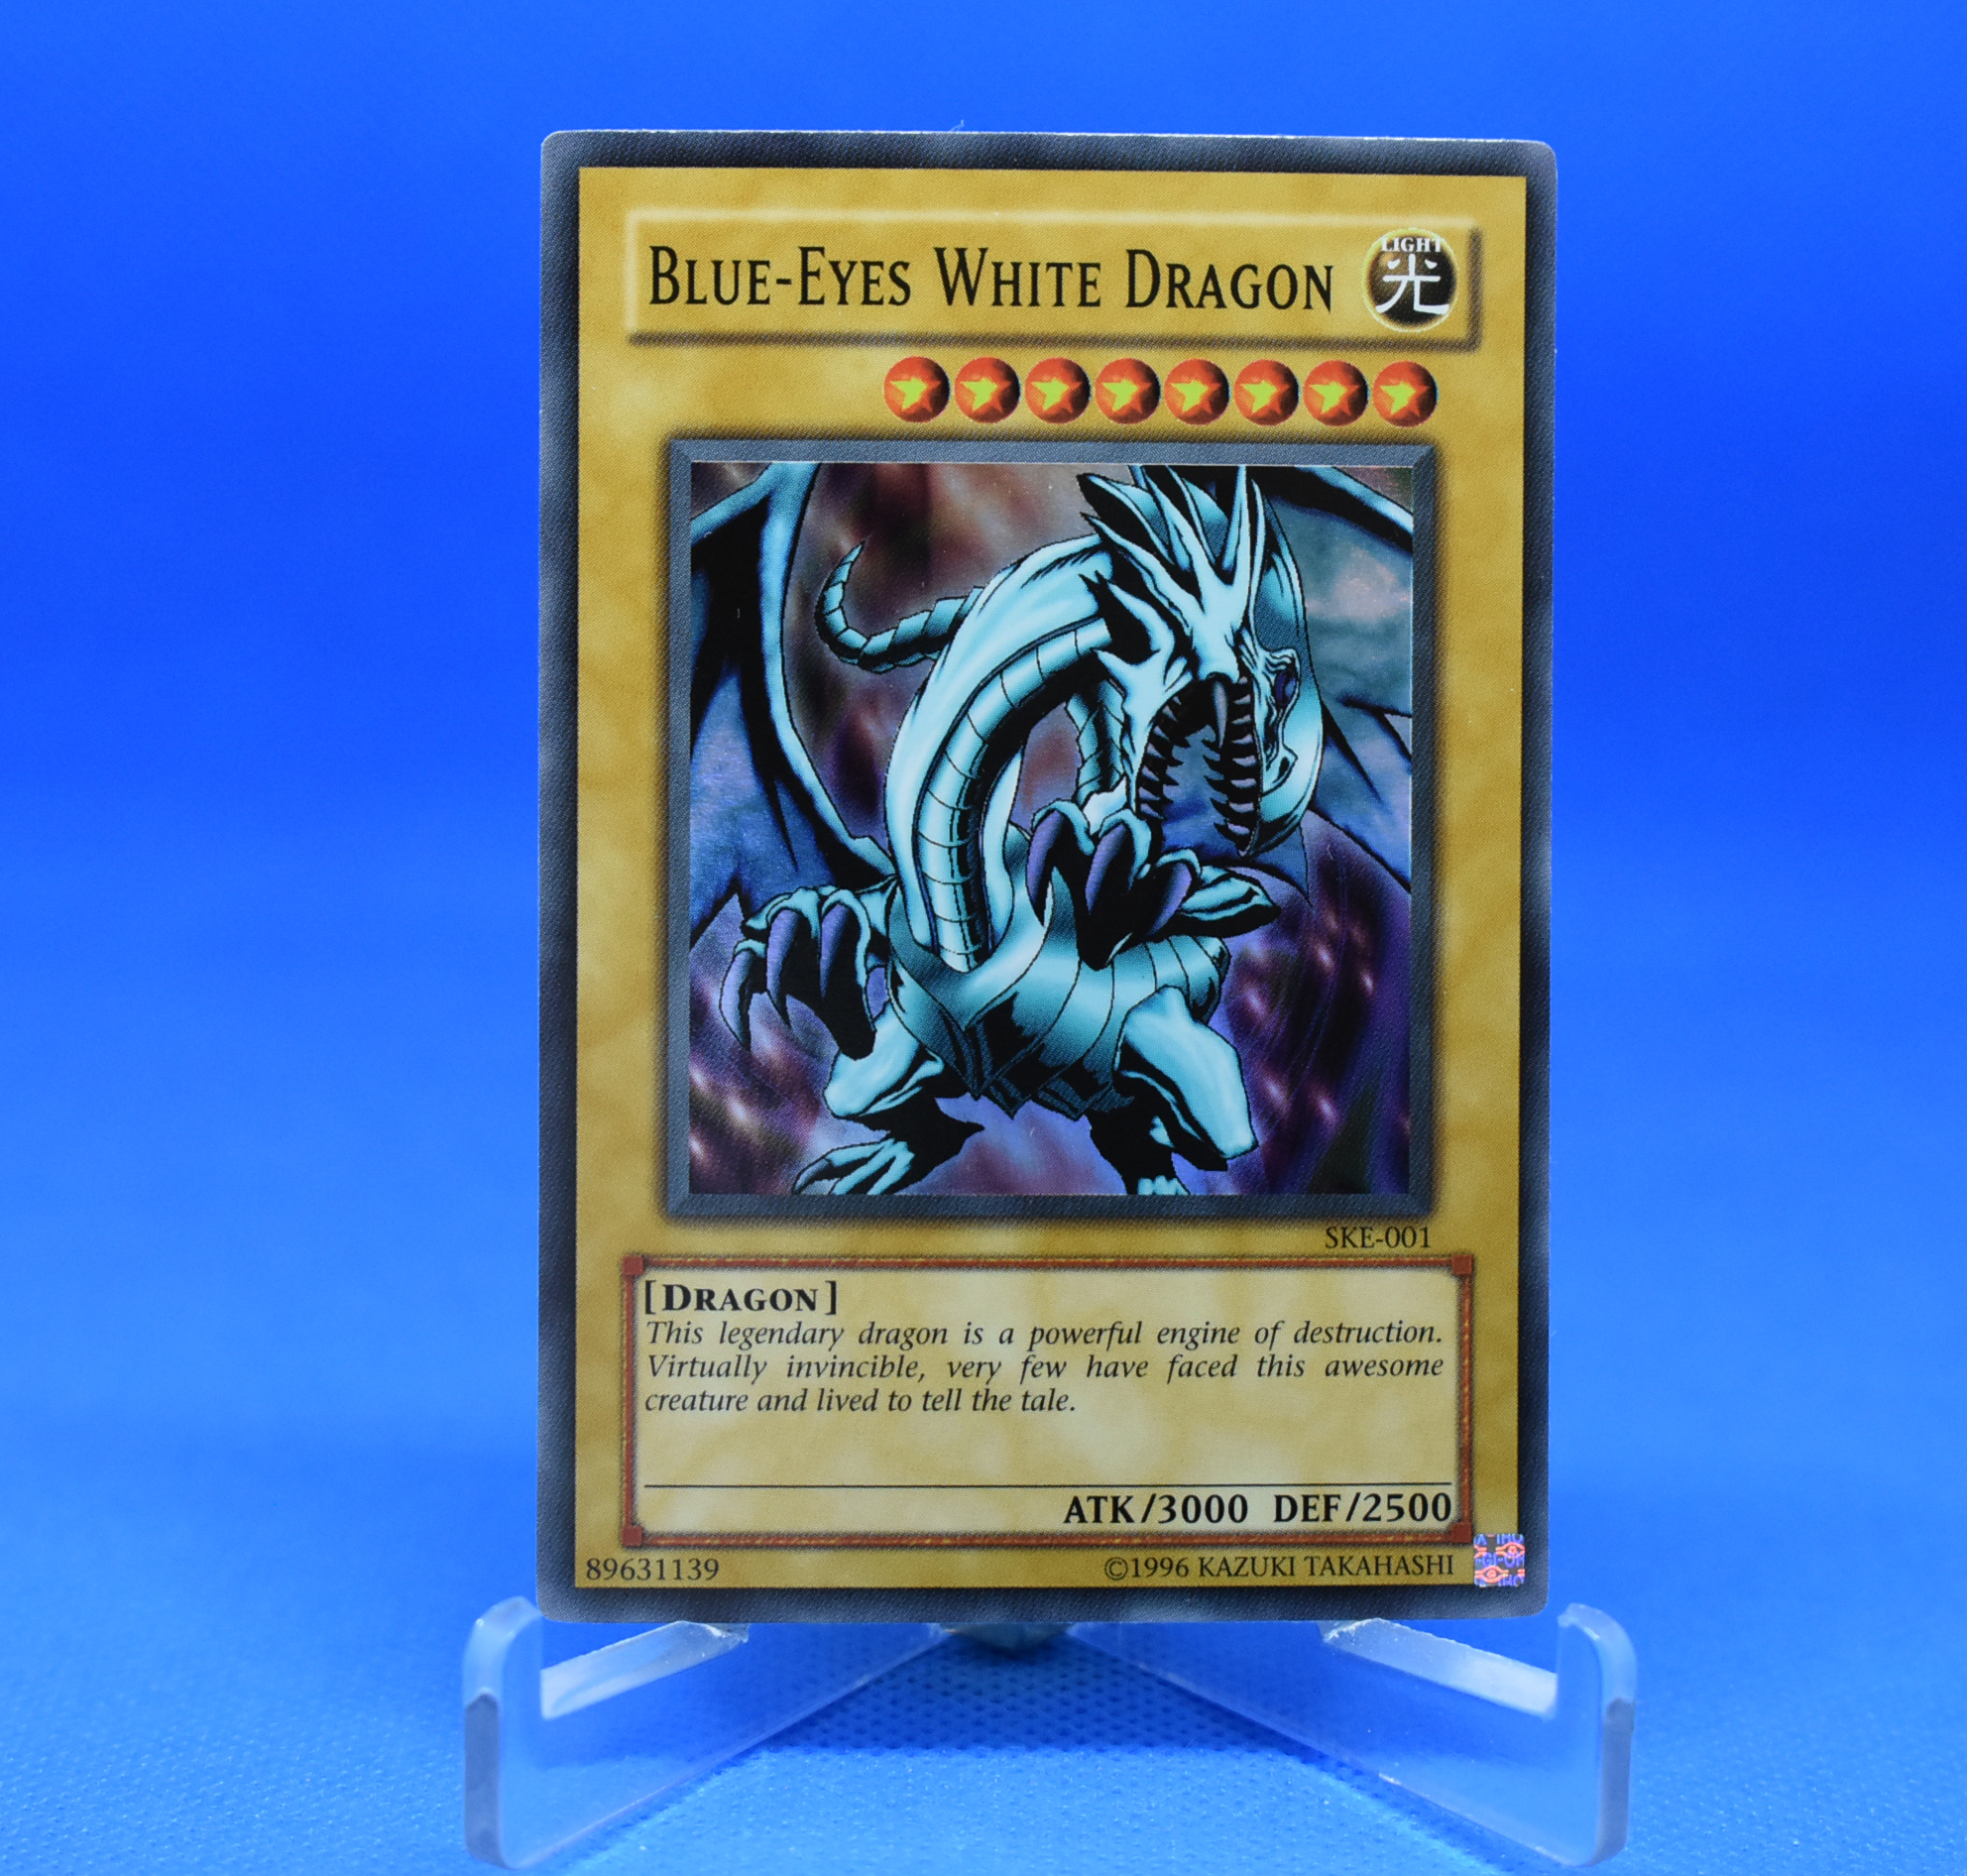 BLUE-EYES WHITE DRAGON
LIGHT
光
SKE-001
[DRAGON]
This legendary dragon is a powerful engine of destruction.
Virtually invincible, very few have faced this awesome
creature and lived to tell the tale.
ATK/3000 DEF/2500
89631139
©1996 KAZUKI TAKAHASHI